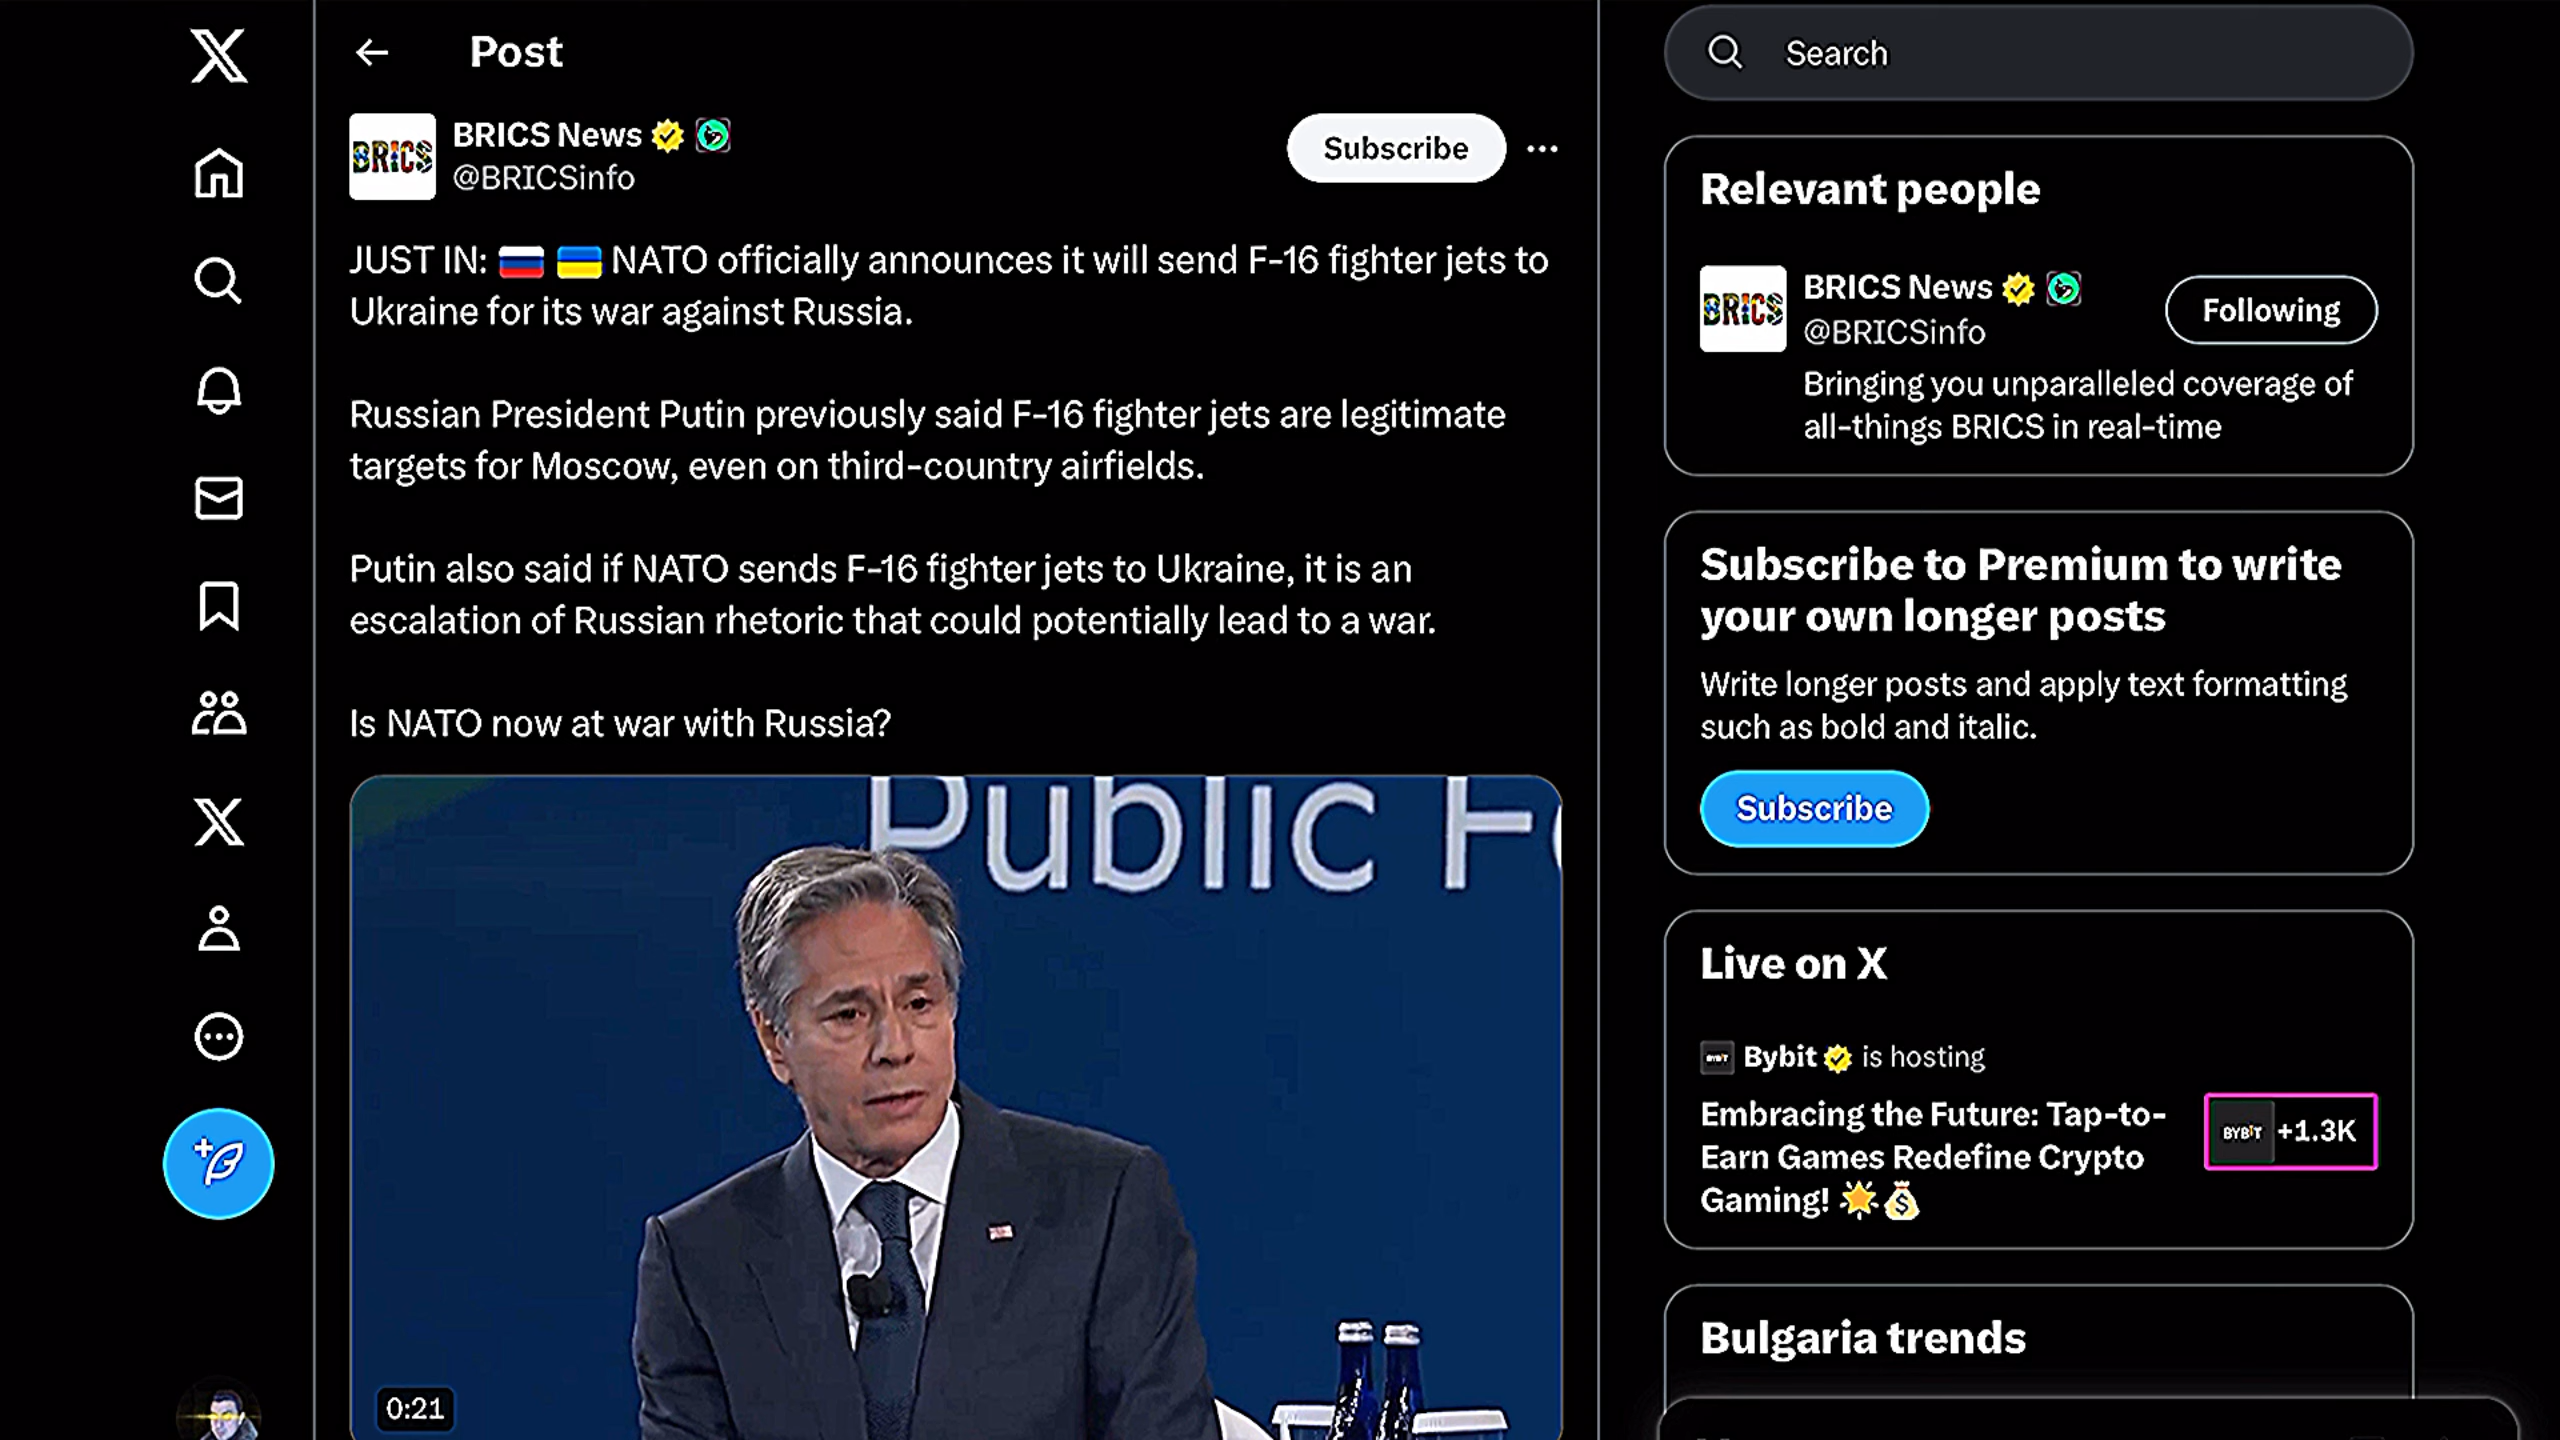 Post
Search
BRICS
BRICS News
@BRICSinfo
Subscribe
JUST IN: 🇷🇺 🇺🇦 NATO officially announces it will send F-16 fighter jets to
Ukraine for its war against Russia.
Russian President Putin previously said F-16 fighter jets are legitimate
targets for Moscow, even on third-country airfields.
Putin also said if NATO sends F-16 fighter jets to Ukraine, it is an
escalation of Russian rhetoric that could potentially lead to a war.
Is NATO now at war with Russia?
Public F
0:21
Relevant people
BRICS
BRICS News
@BRICSinfo
Following
Bringing you unparalleled coverage of
all-things BRICS in real-time
Subscribe to Premium to write
your own longer posts
Write longer posts and apply text formatting
such as bold and italic.
Subscribe
Live on X
BYBIT
Bybit is hosting
Embracing the Future: Tap-to-
Earn Games Redefine Crypto
Gaming! 🌟💰
BYBIT +1.3K
Bulgaria trends